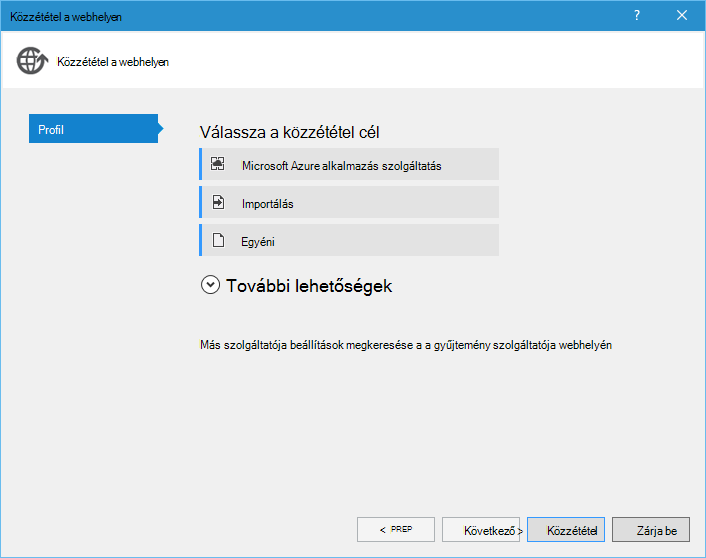 Közzététel a webhelyen
?
Közzététel a webhelyen
Profil
Válassza a közzététel cél
Microsoft Azure alkalmazás szolgáltatás
Importálás
Egyéni
További lehetőségek
Más szolgáltatója beállítások megkeresése a a gyűjtemény szolgáltatója webhelyén
< PREP
Következő >
Közzététel
Zárja be